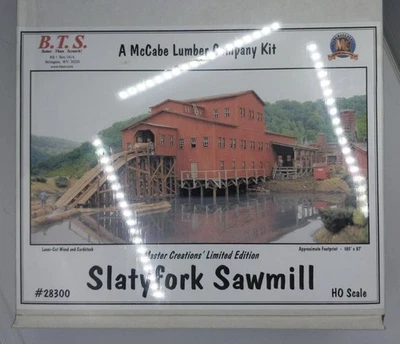 B.T.S.
A McCabe Lumber Company Kit
Laser-Cut Wood and Cardstock
Master Creations' Limited Edition
Approximate Footprint -
Slatyfork Sawmill
#28300
HO Scale